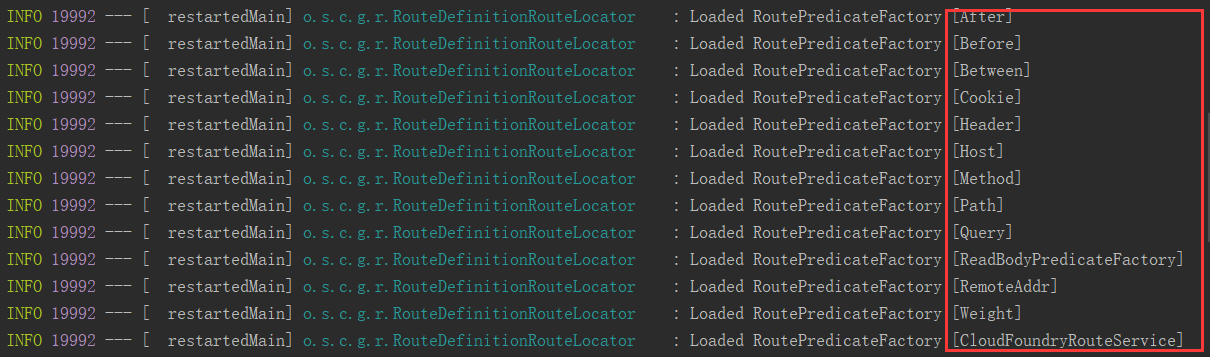 INFO 19992 --- [  restartedMain] o.s.c.g.r.RouteDefinitionRouteLocator    : Loaded RoutePredicateFactory [After]
INFO 19992 --- [  restartedMain] o.s.c.g.r.RouteDefinitionRouteLocator    : Loaded RoutePredicateFactory [Before]
INFO 19992 --- [  restartedMain] o.s.c.g.r.RouteDefinitionRouteLocator    : Loaded RoutePredicateFactory [Between]
INFO 19992 --- [  restartedMain] o.s.c.g.r.RouteDefinitionRouteLocator    : Loaded RoutePredicateFactory [Cookie]
INFO 19992 --- [  restartedMain] o.s.c.g.r.RouteDefinitionRouteLocator    : Loaded RoutePredicateFactory [Header]
INFO 19992 --- [  restartedMain] o.s.c.g.r.RouteDefinitionRouteLocator    : Loaded RoutePredicateFactory [Host]
INFO 19992 --- [  restartedMain] o.s.c.g.r.RouteDefinitionRouteLocator    : Loaded RoutePredicateFactory [Method]
INFO 19992 --- [  restartedMain] o.s.c.g.r.RouteDefinitionRouteLocator    : Loaded RoutePredicateFactory [Path]
INFO 19992 --- [  restartedMain] o.s.c.g.r.RouteDefinitionRouteLocator    : Loaded RoutePredicateFactory [Query]
INFO 19992 --- [  restartedMain] o.s.c.g.r.RouteDefinitionRouteLocator    : Loaded RoutePredicateFactory [ReadBodyPredicateFactory]
INFO 19992 --- [  restartedMain] o.s.c.g.r.RouteDefinitionRouteLocator    : Loaded RoutePredicateFactory [RemoteAddr]
INFO 19992 --- [  restartedMain] o.s.c.g.r.RouteDefinitionRouteLocator    : Loaded RoutePredicateFactory [Weight]
INFO 19992 --- [  restartedMain] o.s.c.g.r.RouteDefinitionRouteLocator    : Loaded RoutePredicateFactory [CloudFoundryRouteService]